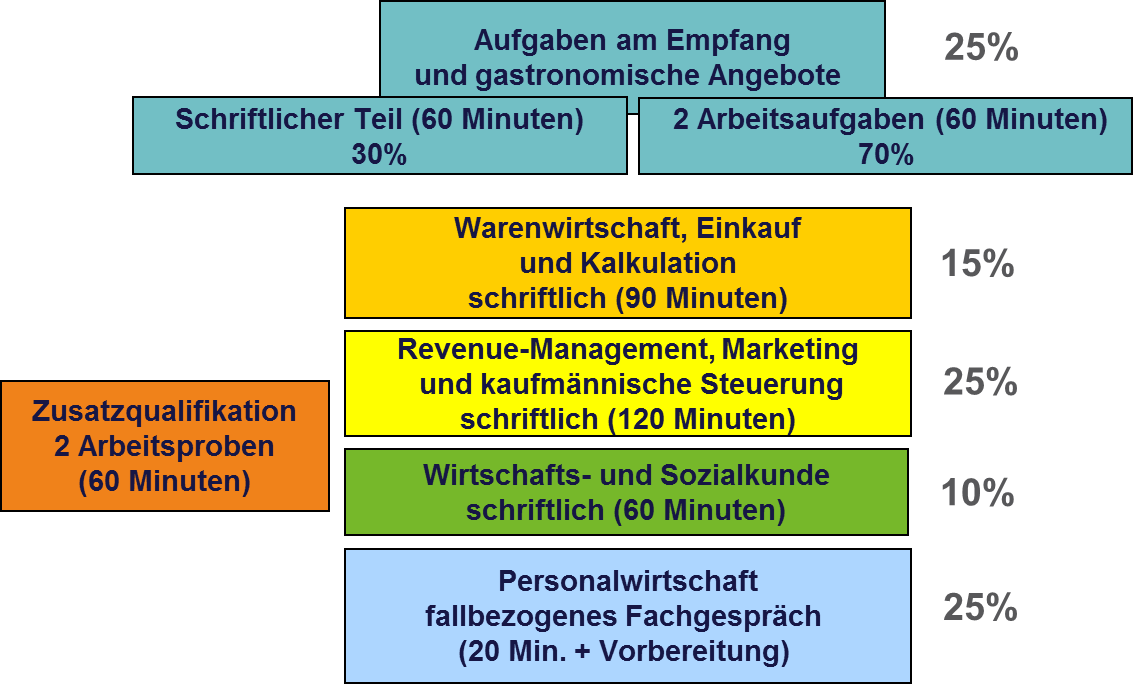 Aufgaben am Empfang
und gastronomische Angebote
25%
Schriftlicher Teil (60 Minuten)
30%
2 Arbeitsaufgaben (60 Minuten)
70%
Warenwirtschaft, Einkauf
und Kalkulation
schriftlich (90 Minuten)
15%
Revenue-Management, Marketing
und kaufmännische Steuerung
schriftlich (120 Minuten)
25%
Zusatzqualifikation
2 Arbeitsproben
(60 Minuten)
Wirtschafts- und Sozialkunde
schriftlich (60 Minuten)
10%
Personalwirtschaft
fallbezogenes Fachgespräch
(20 Min. + Vorbereitung)
25%